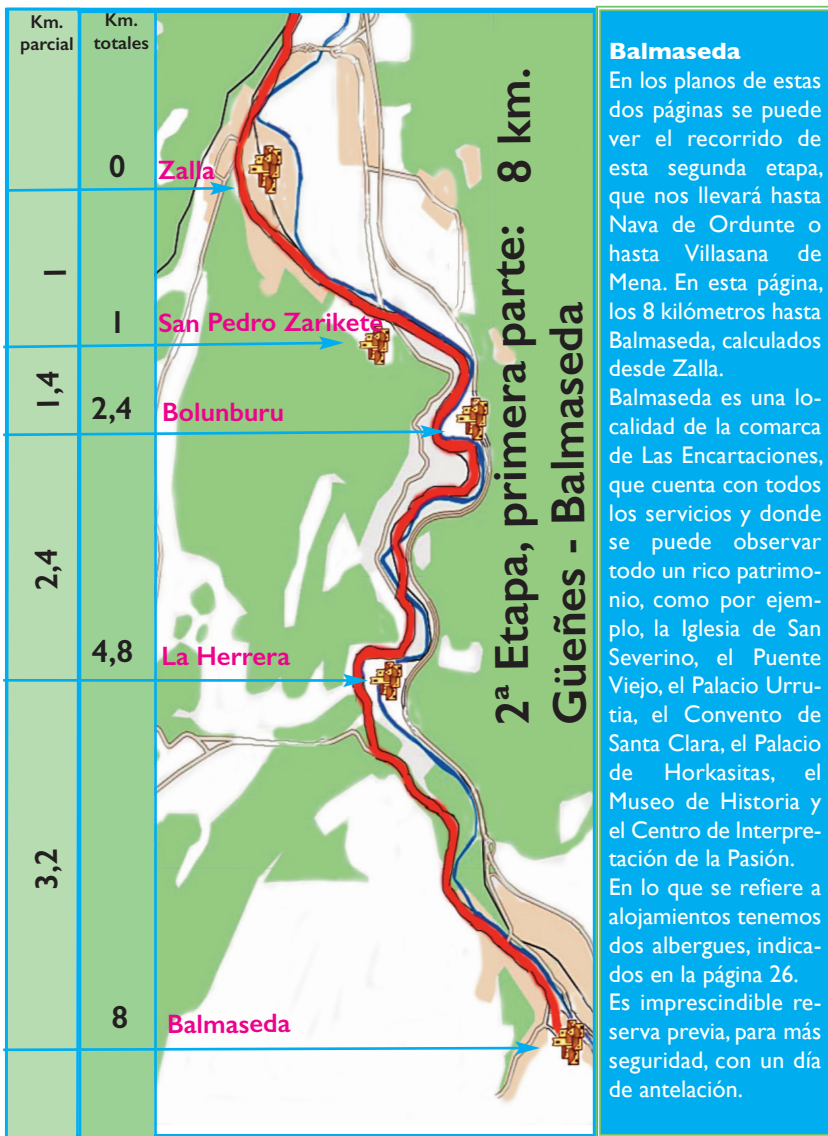 Km.
parcial
Km.
totales
0
Zalla
1
1
San Pedro Zarikete
1,4
2,4
Bolunburu
2,4
4,8
La Herrera
3,2
8
Balmaseda
2ª Etapa, primera parte: 8 km.
Güeñes - Balmaseda
Balmaseda
En los planos de estas
dos páginas se puede
ver el recorrido de
esta segunda etapa,
que nos llevará hasta
Nava de Ordunte o
hasta Villasana de
Mena. En esta página,
los 8 kilómetros hasta
Balmaseda, calculados
desde Zalla.
Balmaseda es una lo-
calidad de la comarca
de Las Encartaciones,
que cuenta con todos
los servicios y donde
se puede observar
todo un rico patrimo-
nio, como por ejem-
plo, la Iglesia de San
Severino, el Puente
Viejo, el Palacio Urru-
tia, el Convento de
Santa Clara, el Palacio
de Horkasitas, el
Museo de Historia y
el Centro de Interpre-
tación de la Pasión.
En lo que se refiere a
alojamientos tenemos
dos albergues, indica-
dos en la página 26.
Es imprescindible re-
serva previa, para más
seguridad, con un día
de antelación.